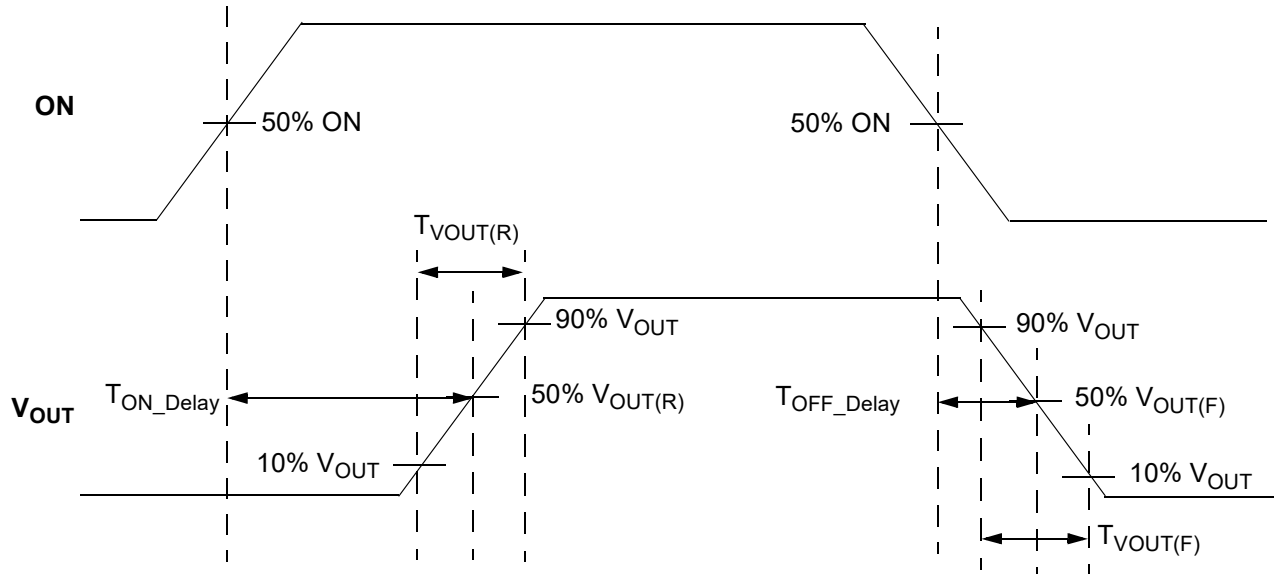 ON
50% ON
50% ON
TVOUT(R)
90% VOUT
90% VOUT
VOUT
TON_Delay
50% VOUT(R)
TOFF_Delay
50% VOUT(F)
10% VOUT
10% VOUT
TVOUT(F)